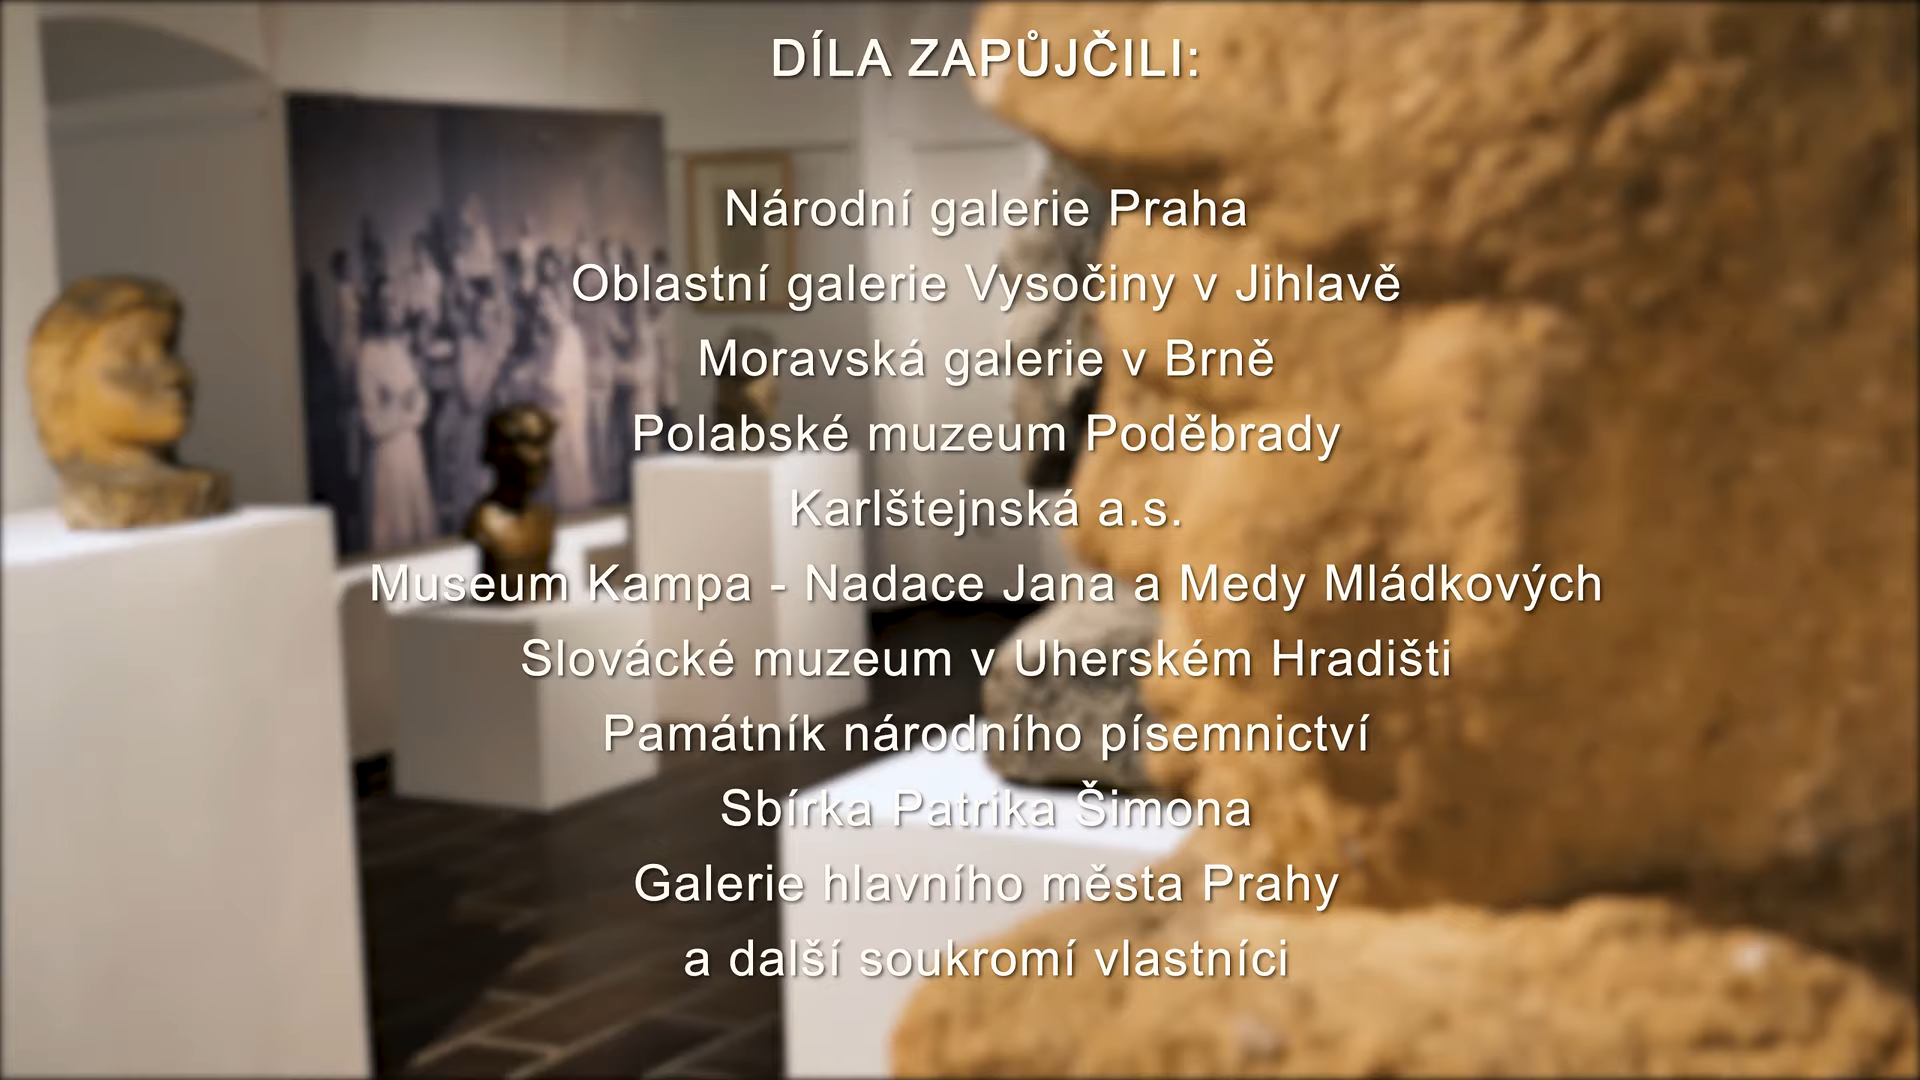 DÍLA ZAPŮJČILI:
Národní galerie Praha
Oblastní galerie Vysočiny v Jihlavě
Moravská galerie v Brně
Polabské muzeum Poděbrady
Karlštejnská a.s.
Museum Kampa - Nadace Jana a Medy Mládkových
Slovácké muzeum v Uherském Hradišti
Památník národního písemnictví
Sbírka Patrika Šimona
Galerie hlavního města Prahy
a další soukromí vlastníci